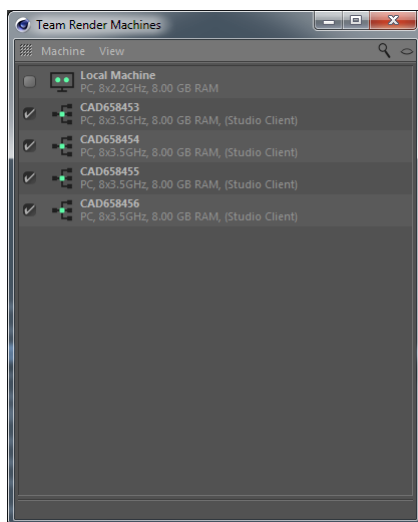 Team Render Machines
Machine View
Local Machine
PC, 8x2.2GHz, 8.00 GB RAM
CAD658453
PC, 8x3.5GHz, 8.00 GB RAM, (Studio Client)
CAD658454
PC, 8x3.5GHz, 8.00 GB RAM, (Studio Client)
CAD658455
PC, 8x3.5GHz, 8.00 GB RAM, (Studio Client)
CAD658456
PC, 8x3.5GHz, 8.00 GB RAM, (Studio Client)